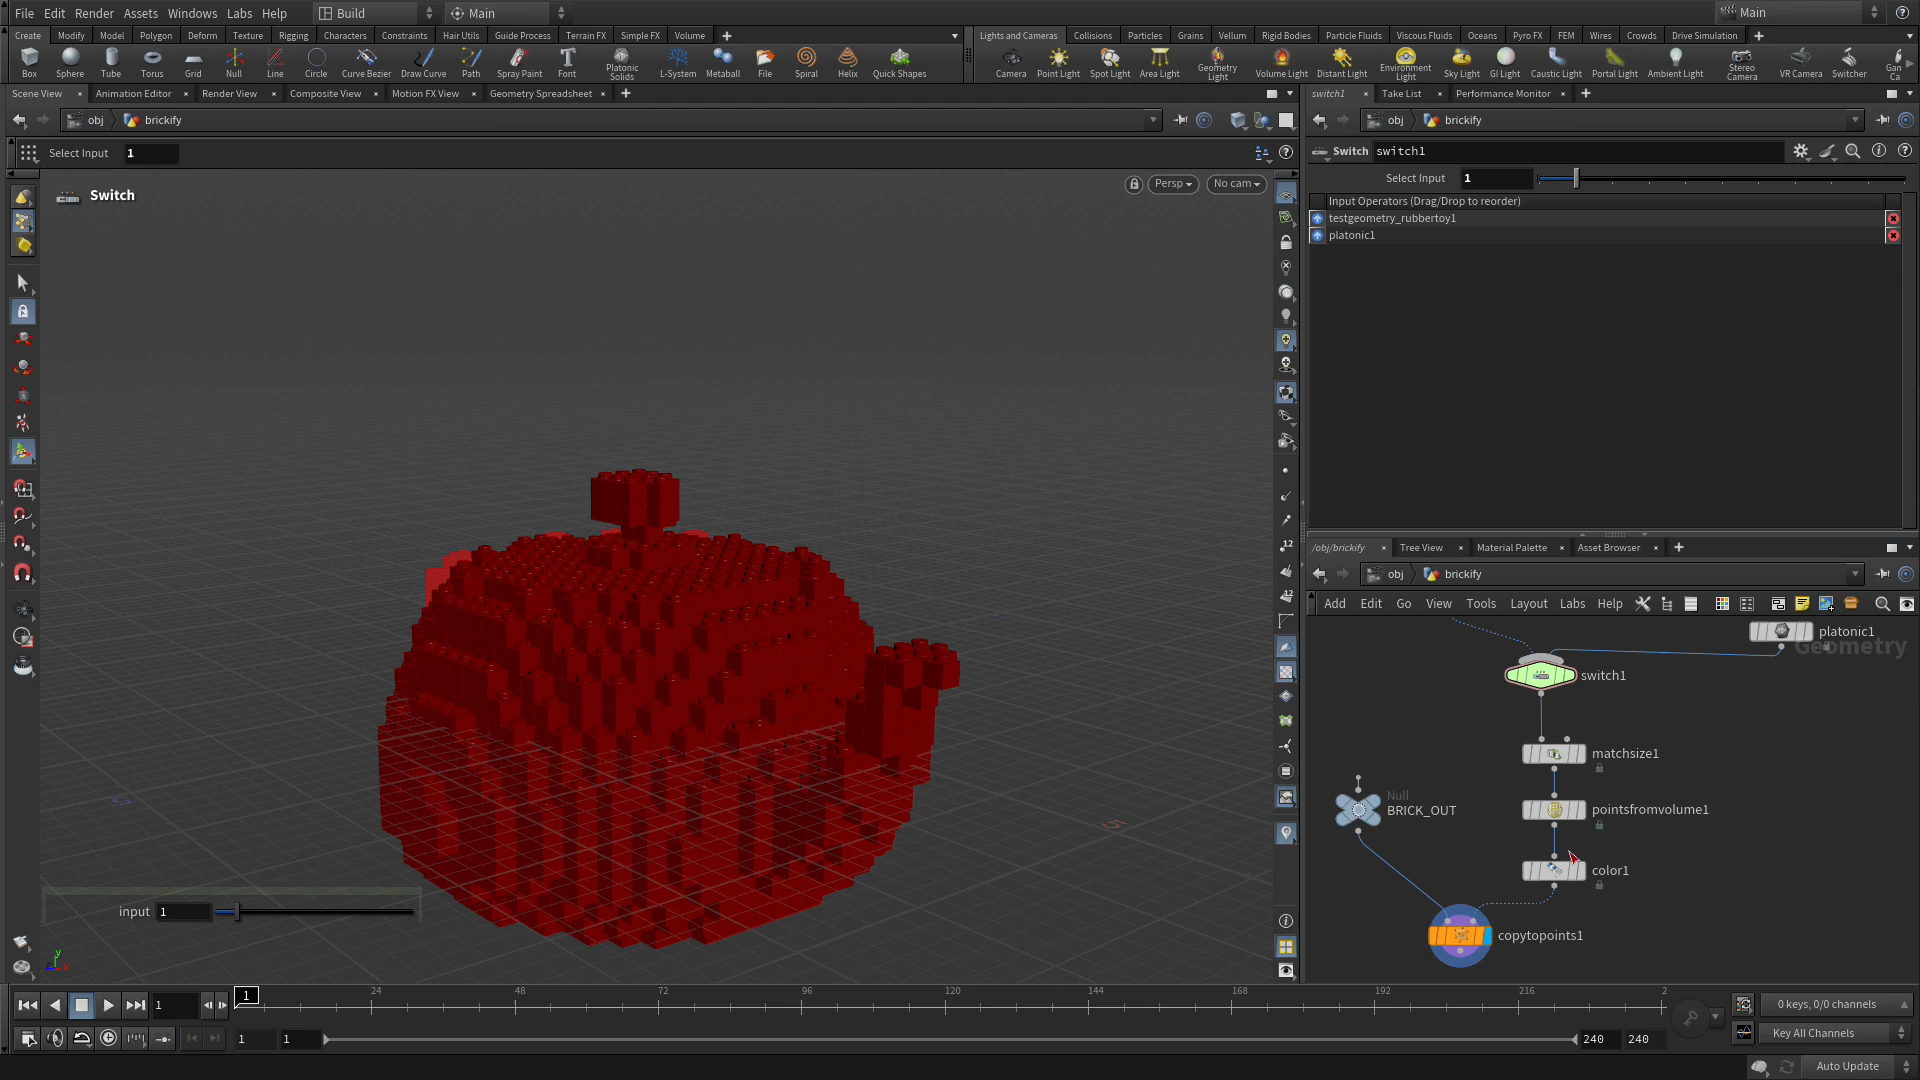 File Edit Render Assets Windows Labs Help Build Main Main
Create Modify Model Polygon Deform Texture Rigging Characters Constraints Hair Utils Guide Process Terrain FX Simple FX Volume
Lights and Cameras Collisions Particles Grains Vellum Rigid Bodies Particle Fluids Viscous Fluids Oceans Pyro FX FEM Wires Crowds Drive Simulation
Box Sphere Tube Torus Grid Null Line Circle Curve Bezier Draw Curve Path Spray Paint Font Platonic Solids L-System Metaball File Spiral Helix Quick Shapes
Camera Point Light Spot Light Area Light Geometry Light Volume Light Distant Light Environment Light Sky Light GI Light Caustic Light Portal Light Ambient Light Stereo Camera VR Camera Switcher Gan Ca
Scene View Animation Editor Render View Composite View Motion FX View Geometry Spreadsheet
switch1 Take List Performance Monitor
obj brickify
obj brickify
Select Input 1
Switch switch1
Select Input 1
Input Operators (Drag/Drop to reorder)
testgeometry_rubbertoy1
platonic1
Switch
Persp No cam
12
12
input 1
/obj/brickify Tree View Material Palette Asset Browser
obj brickify
Add Edit Go View Tools Layout Labs Help
Geometry
platonic1
switch1
matchsize1
Null
BRICK_OUT
pointsfromvolume1
color1
copytopoints1
y
1
1
24 48 72 96 120 144 168 192 216 2
0 keys, 0/0 channels
1 1 240 240
Key All Channels
Auto Update